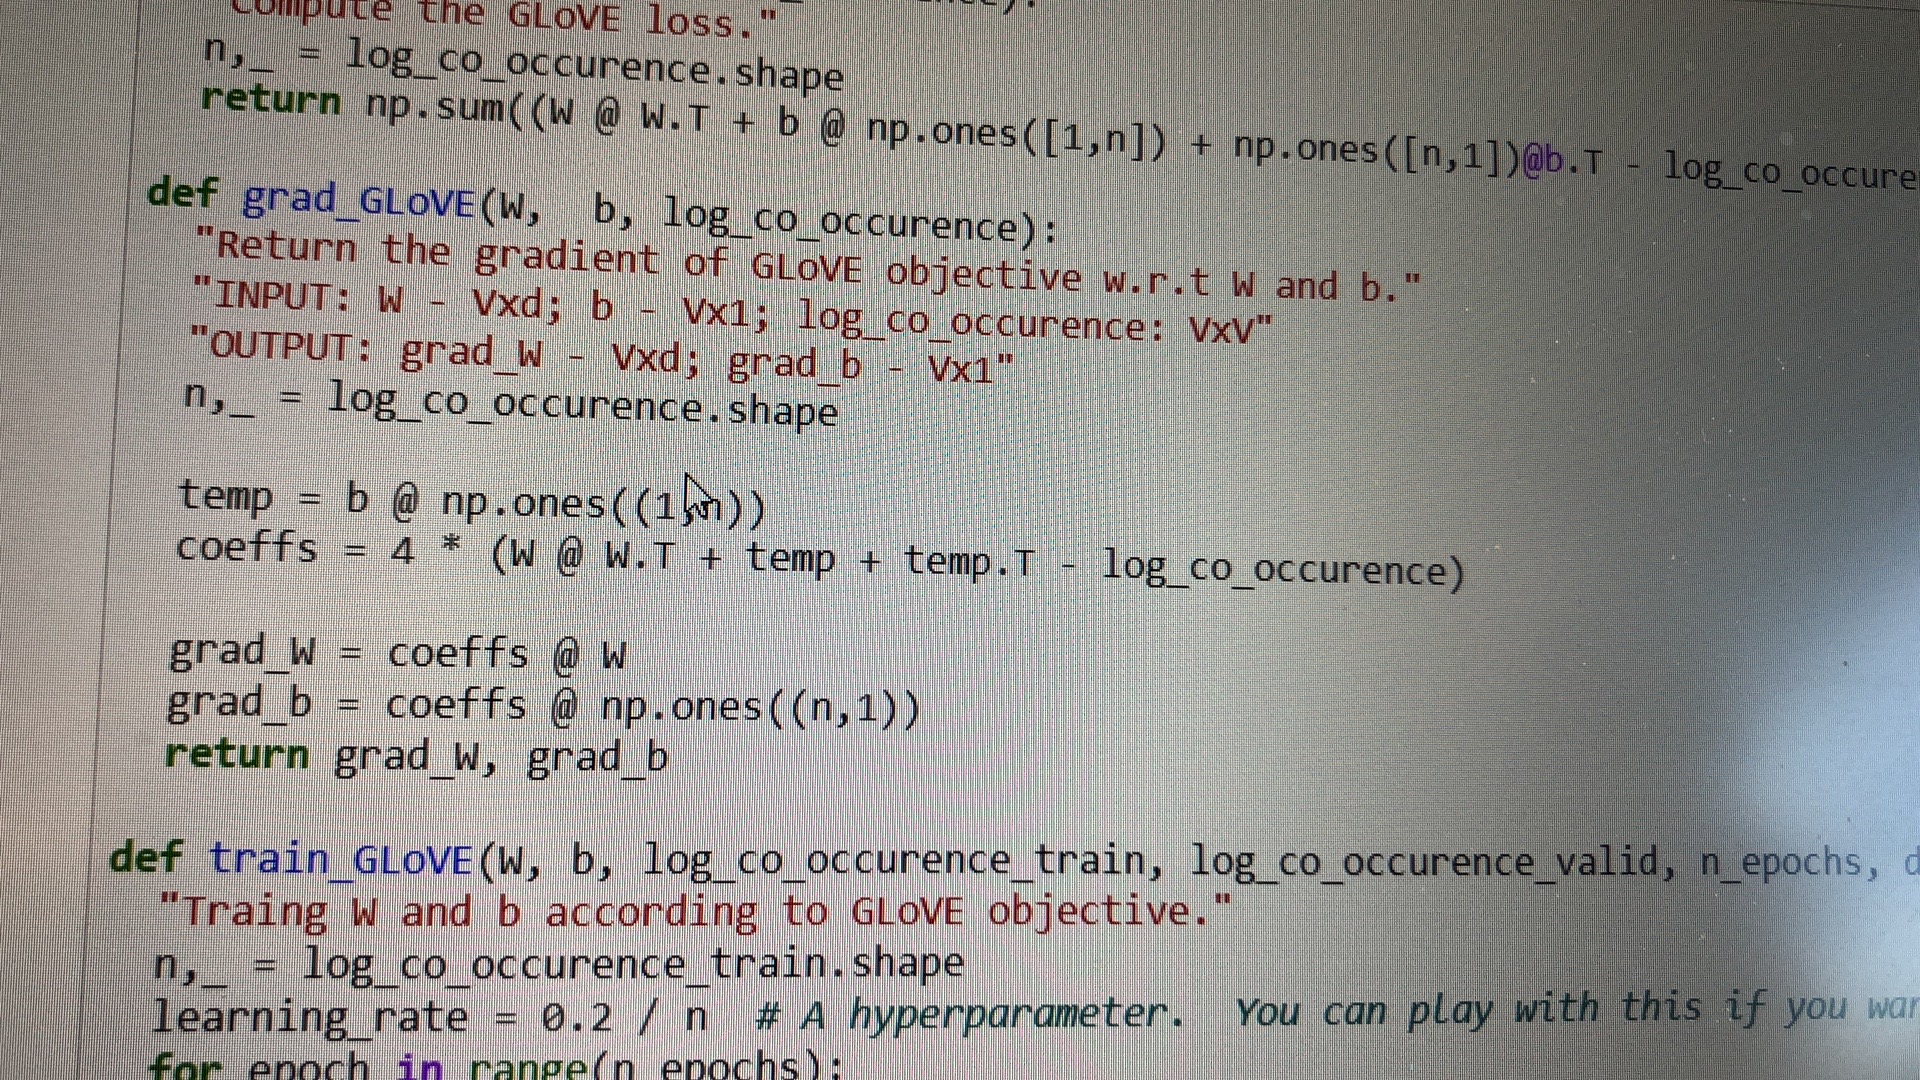 "Compute the GLoVE loss."
n,_ = log_co_occurence.shape
return np.sum((W @ W.T + b @ np.ones([1,n]) + np.ones([n,1])@b.T - log_co_occure
def grad_GLoVE(W,  b, log_co_occurence):
"Return the gradient of GLoVE objective w.r.t W and b."
"INPUT: W - Vxd; b - Vx1; log_co_occurence: VxV"
"OUTPUT: grad_W - Vxd; grad_b - Vx1"
n,_ = log_co_occurence.shape
temp = b @ np.ones((1,n))
coeffs = 4 * (W @ W.T + temp + temp.T - log_co_occurence)
grad_W = coeffs @ W
grad_b = coeffs @ np.ones((n,1))
return grad_W, grad_b
def train_GLoVE(W, b, log_co_occurence_train, log_co_occurence_valid, n_epochs, d
"Traing W and b according to GLoVE objective."
n,_ = log_co_occurence_train.shape
learning_rate = 0.2 / n  # A hyperparameter.  You can play with this if you wan
for epoch in range(n_epochs):